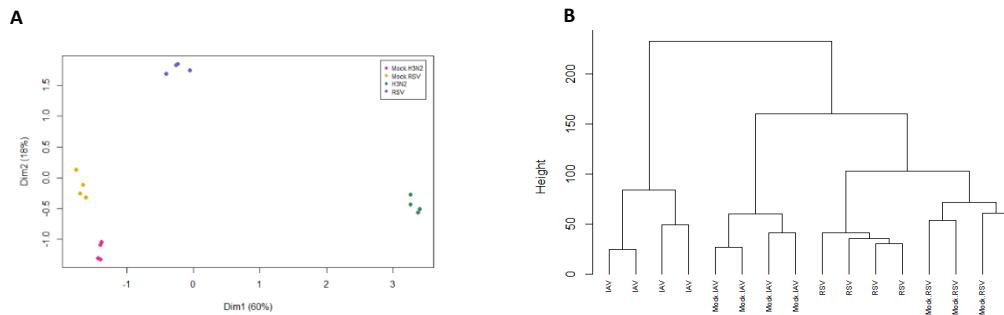 A
B
Mock.H3N2
Mock.RSV
H3N2
RSV
Dim2 (18%)
1.5
1.0
0.5
0.0
-0.5
-1.0
-1 0 1 2 3
Dim1 (60%)
Height
200
150
100
50
0
IAV IAV IAV IAV Mock.IAV Mock.IAV Mock.IAV Mock.IAV RSV RSV RSV RSV Mock.RSV Mock.RSV Mock.RSV